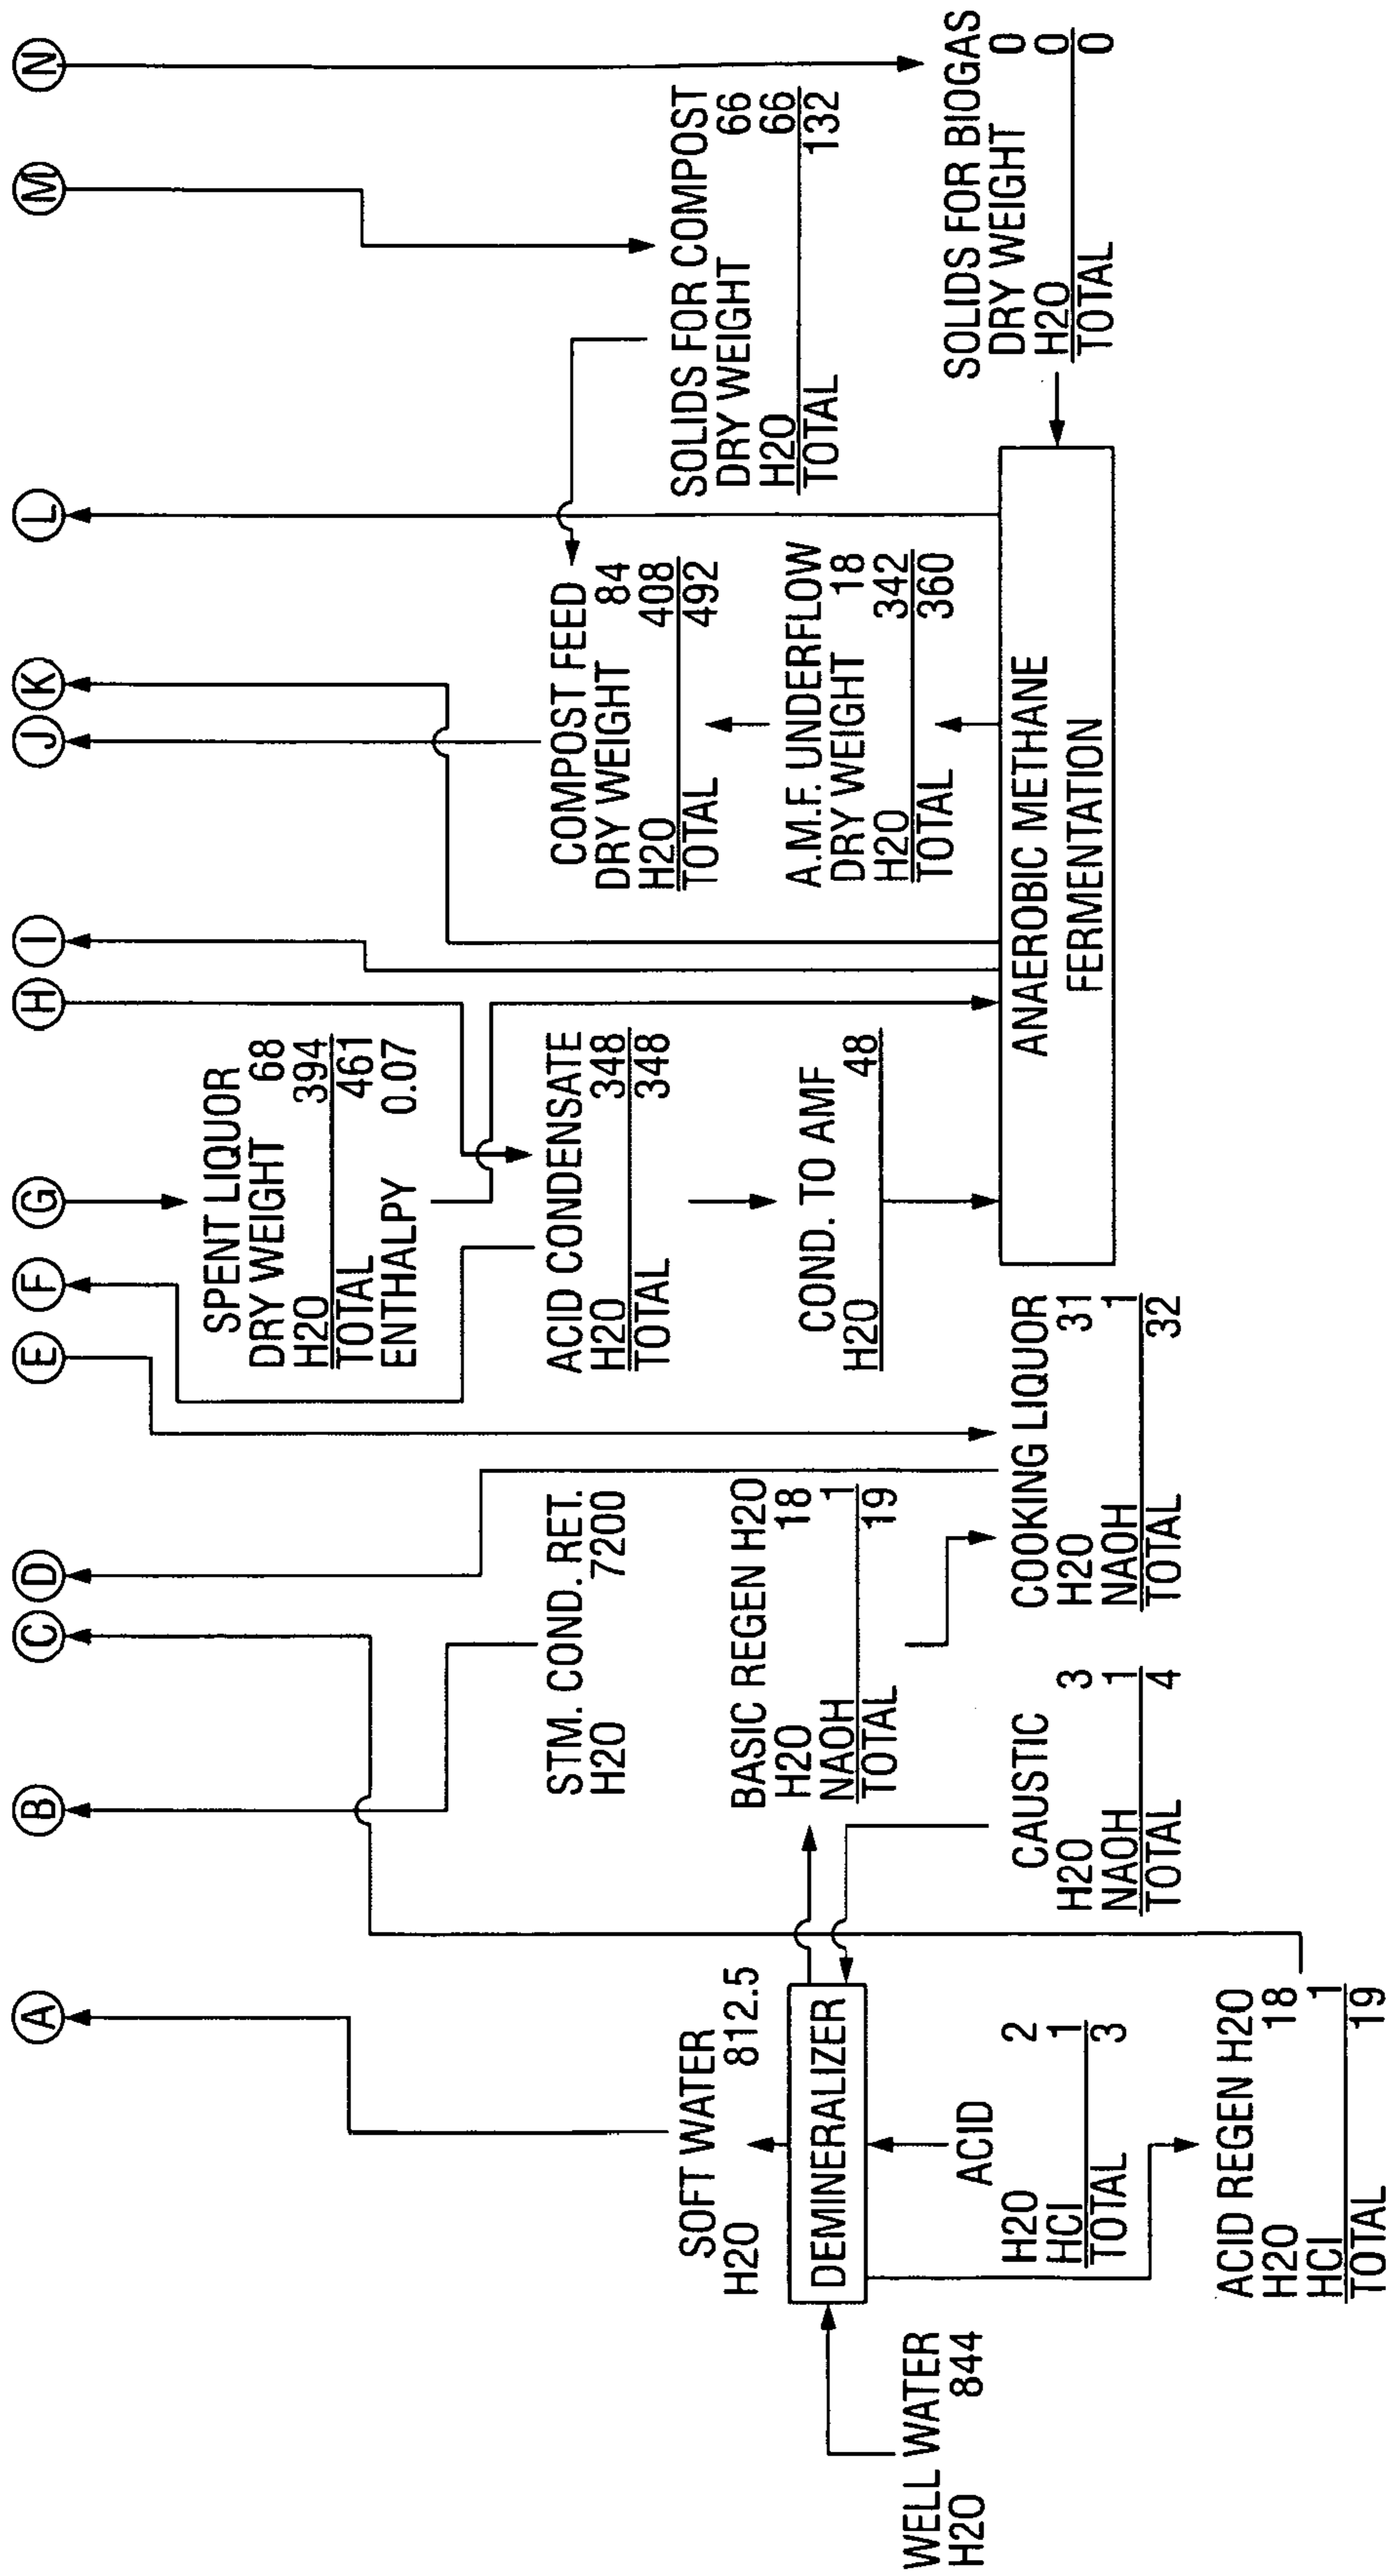 A
B
C
D
E
F
G
H
I
J
K
L
M
N
SPENT LIQUOR
DRY WEIGHT 68
H2O 394
TOTAL 461
ENTHALPY 0.07
ACID CONDENSATE
H2O 348
TOTAL 348
COND. TO AMF
H2O 48
STM. COND. RET.
H2O 7200
BASIC REGEN H2O
H2O 18
NAOH 1
TOTAL 19
COOKING LIQUOR
H2O 31
NAOH 1
TOTAL 32
CAUSTIC
H2O 3
NAOH 1
TOTAL 4
SOFT WATER
H2O 812.5
DEMINERALIZER
ACID
H2O 2
HCl 1
TOTAL 3
ACID REGEN H2O
H2O 18
HCl 1
TOTAL 19
WELL WATER
H2O 844
COMPOST FEED
DRY WEIGHT 84
H2O 408
TOTAL 492
A.M.F. UNDERFLOW
DRY WEIGHT 18
H2O 342
TOTAL 360
ANAEROBIC METHANE
FERMENTATION
SOLIDS FOR COMPOST
DRY WEIGHT 66
H2O 66
TOTAL 132
SOLIDS FOR BIOGAS
DRY WEIGHT 0
H2O 0
TOTAL 0